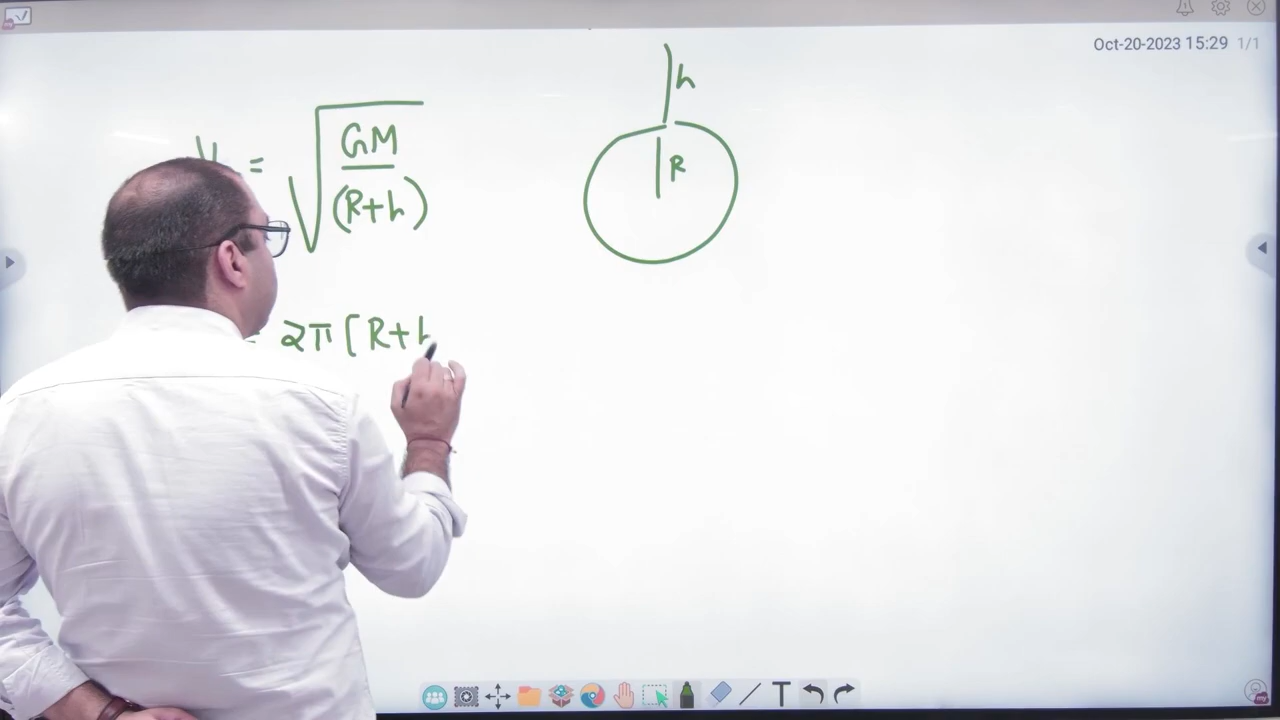 Oct-20-2023 15:29 1/1
h
R
V = √(GM/(R+h))
= 2π [R+h